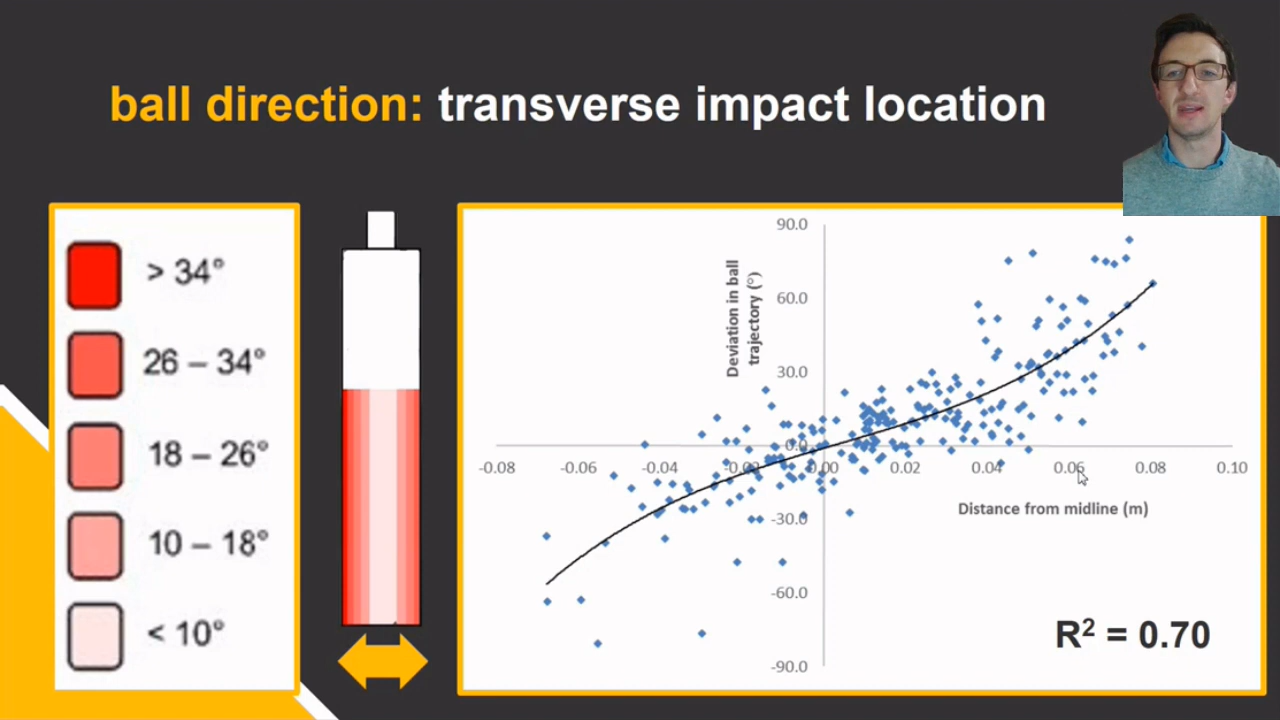 ball direction: transverse impact location
> 34°
26 – 34°
18 – 26°
10 – 18°
< 10°
Deviation in ball
trajectory (°)
90.0
60.0
30.0
0.0
-30.0
-60.0
-90.0
-0.08 -0.06 -0.04 -0.02 0.00 0.02 0.04 0.06 0.08 0.10
Distance from midline (m)
R² = 0.70